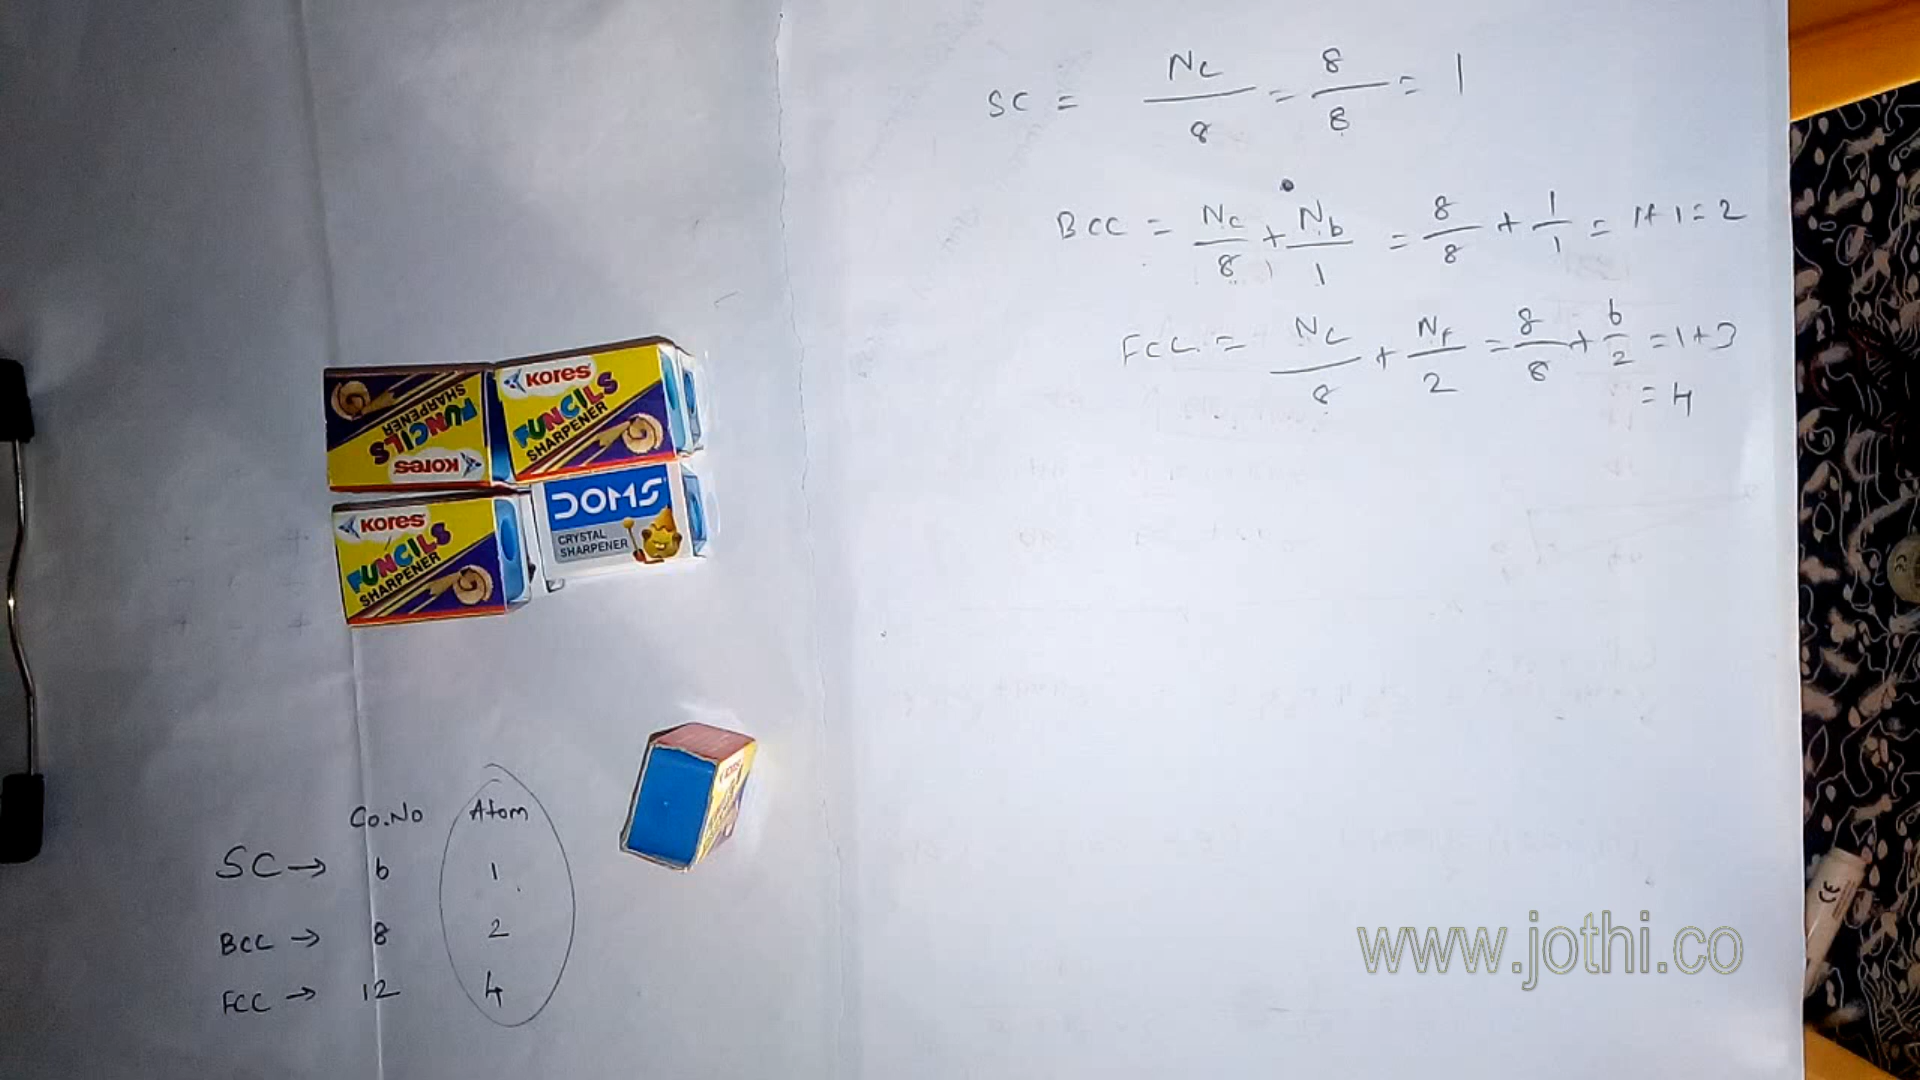 SC = Nc/8 = 8/8 = 1
BCC = Nc/8 + Nb/1 = 8/8 + 1/1 = 1+1=2
FCC = Nc/8 + Nf/2 = 8/8 + 6/2 = 1+3
= 4
Kores
FUNCILS
SHARPENER
Kores
FUNCILS
SHARPENER
Kores
FUNCILS
SHARPENER
DOMS
CRYSTAL
SHARPENER
Kores
Co.No Atom
SC → 6 1
BCC → 8 2
FCC → 12 4
www.jothi.co
CE